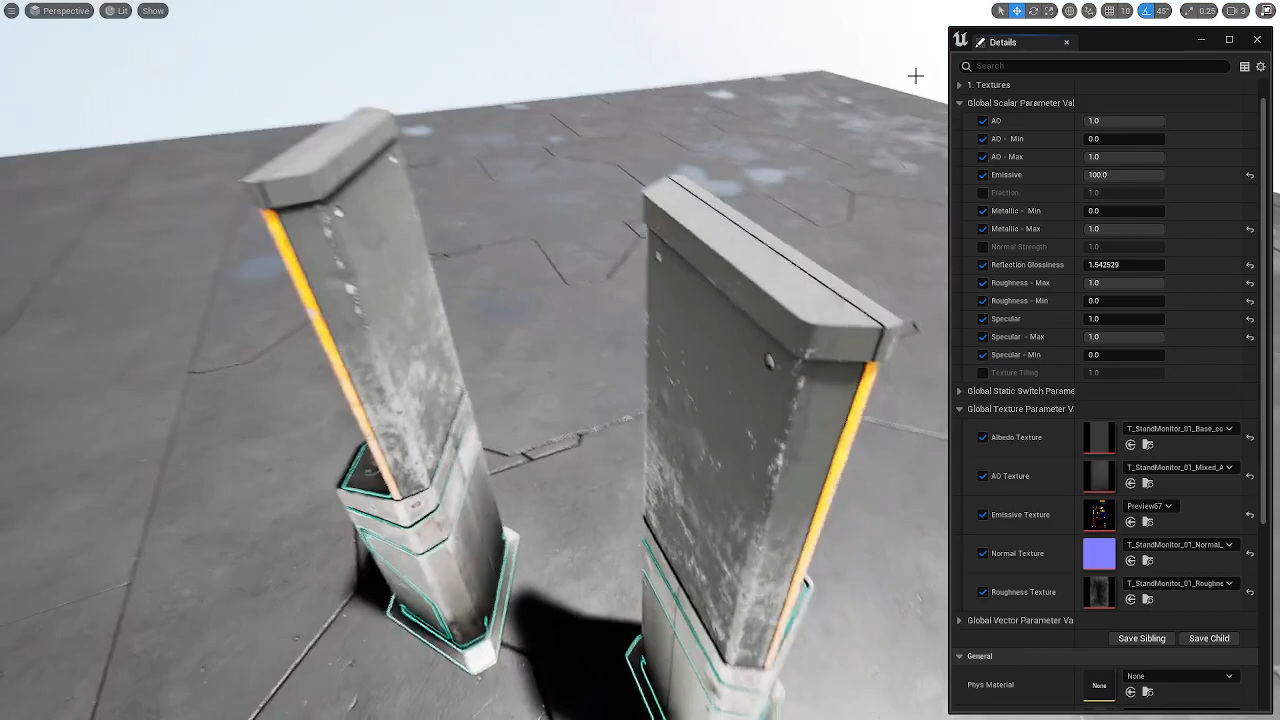 Perspective
Lit
Show
10
45°
0.25
3
Details
Search
1. Textures
Global Scalar Parameter Val
AO
1.0
AO - Min
0.0
AO - Max
1.0
Emissive
100.0
Fraction
1.0
Metallic - Min
0.0
Metallic - Max
1.0
Normal Strength
1.0
Reflection Glossiness
1.542529
Roughness - Max
1.0
Roughness - Min
0.0
Specular
1.0
Specular - Max
1.0
Specular - Min
0.0
Texture Tiling
1.0
Global Static Switch Parame
Global Texture Parameter V
Albedo Texture
T_StandMonitor_01_Base_cc
AO Texture
T_StandMonitor_01_Mixed_A
Emissive Texture
Preview67
Normal Texture
T_StandMonitor_01_Normal_
Roughness Texture
T_StandMonitor_01_Roughne
Global Vector Parameter Va
Save Sibling
Save Child
General
Phys Material
None
None